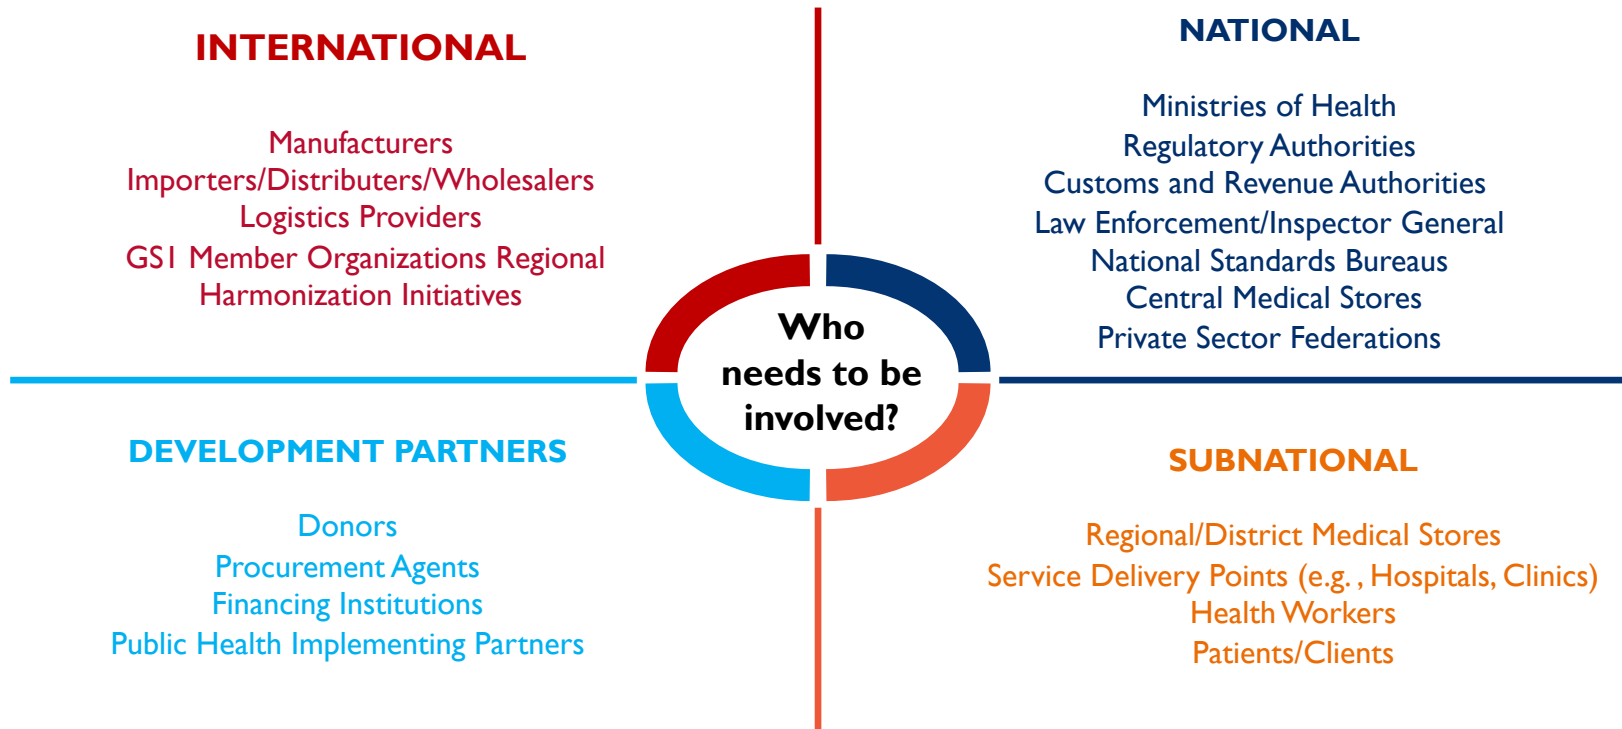 INTERNATIONAL
Manufacturers
Importers/Distributers/Wholesalers
Logistics Providers
GS1 Member Organizations Regional
Harmonization Initiatives
NATIONAL
Ministries of Health
Regulatory Authorities
Customs and Revenue Authorities
Law Enforcement/Inspector General
National Standards Bureaus
Central Medical Stores
Private Sector Federations
Who
needs to be
involved?
DEVELOPMENT PARTNERS
Donors
Procurement Agents
Financing Institutions
Public Health Implementing Partners
SUBNATIONAL
Regional/District Medical Stores
Service Delivery Points (e.g. , Hospitals, Clinics)
Health Workers
Patients/Clients